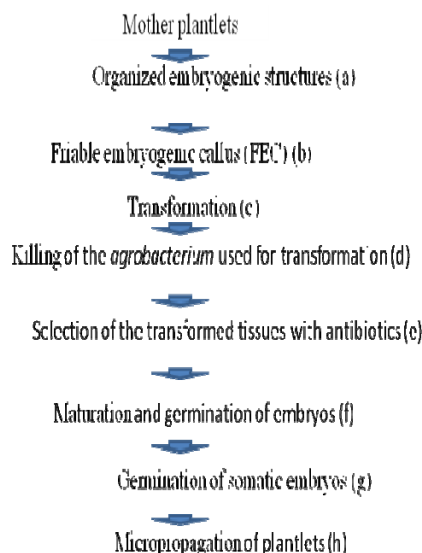 Mother plantlets
Organized embryogenic structures (a)
Friable embryogenic callus (FEC) (b)
Transformation (c)
Killing of the agrobacterium used for transformation (d)
Selection of the transformed tissues with antibiotics (e)
Maturation and germination of embryos (f)
Germination of somatic embryos (g)
Micropropagation of plantlets (h)